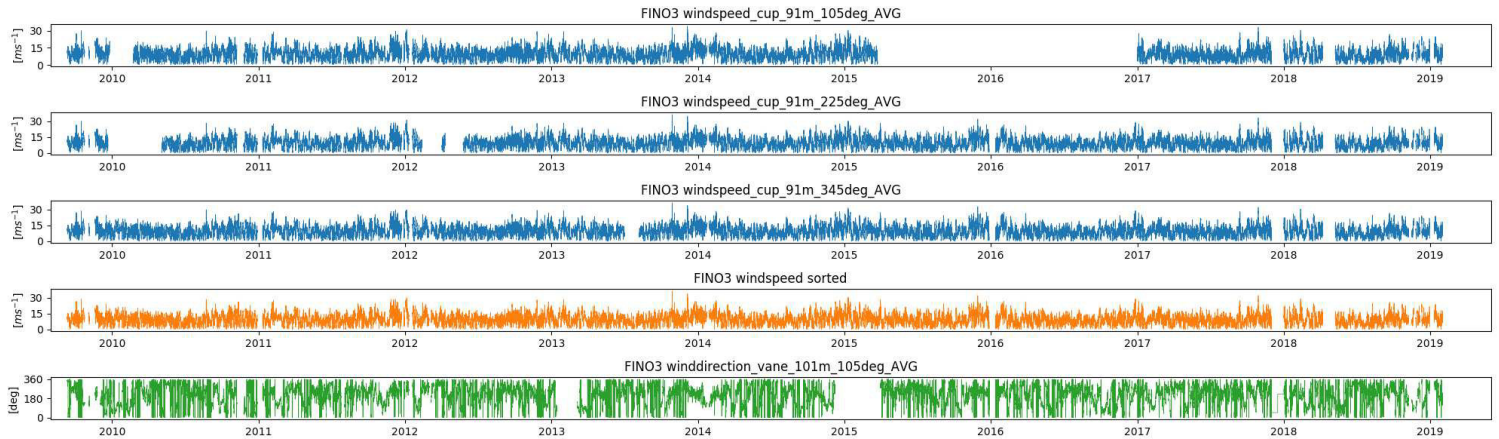 FINO3 windspeed_cup_91m_105deg_AVG
[ms⁻¹]
30
15
0
2010 2011 2012 2013 2014 2015 2016 2017 2018 2019
FINO3 windspeed_cup_91m_225deg_AVG
[ms⁻¹]
30
15
0
2010 2011 2012 2013 2014 2015 2016 2017 2018 2019
FINO3 windspeed_cup_91m_345deg_AVG
[ms⁻¹]
30
15
0
2010 2011 2012 2013 2014 2015 2016 2017 2018 2019
FINO3 windspeed sorted
[ms⁻¹]
30
15
0
2010 2011 2012 2013 2014 2015 2016 2017 2018 2019
FINO3 winddirection_vane_101m_105deg_AVG
[deg]
360
180
0
2010 2011 2012 2013 2014 2015 2016 2017 2018 2019